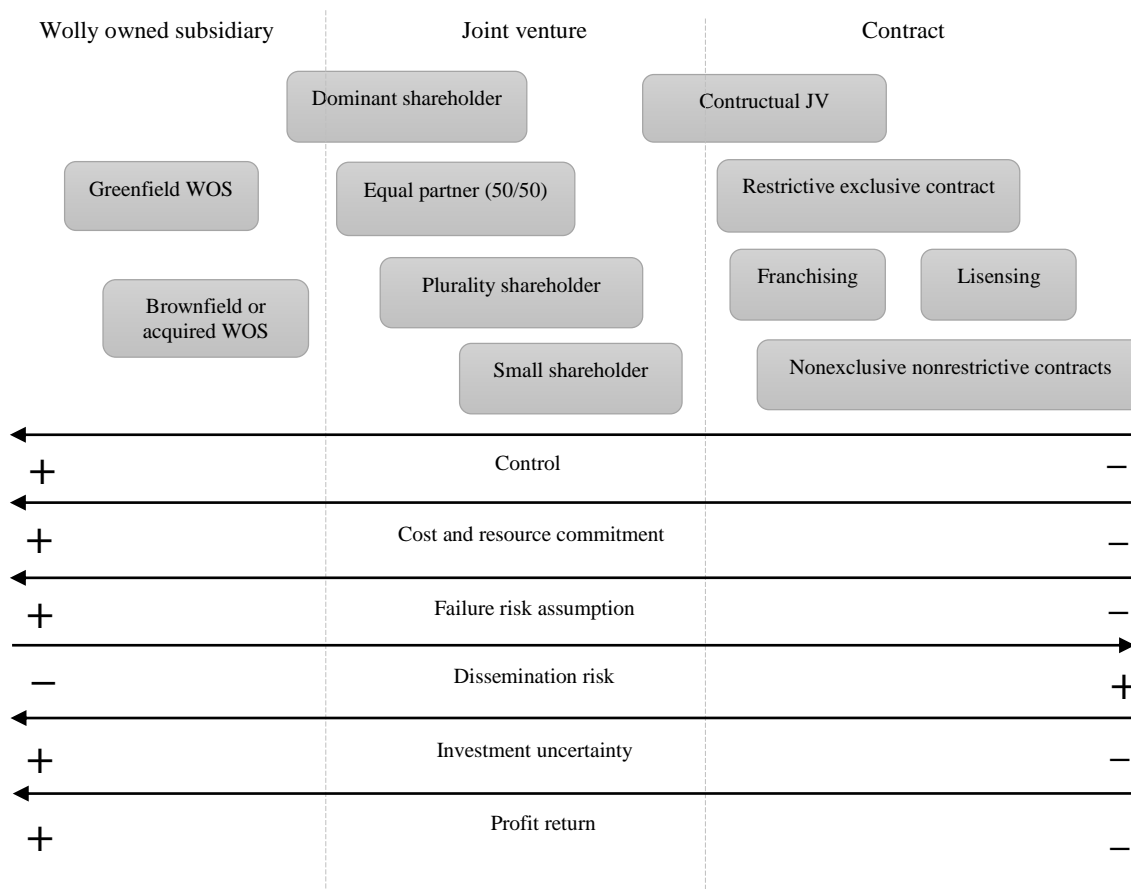 Wolly owned subsidiary
Joint venture
Contract
Dominant shareholder
Contructual JV
Greenfield WOS
Equal partner (50/50)
Restrictive exclusive contract
Plurality shareholder
Franchising
Lisensing
Brownfield or
acquired WOS
Small shareholder
Nonexclusive nonrestrictive contracts
+ Control −
+ Cost and resource commitment −
+ Failure risk assumption −
− Dissemination risk +
+ Investment uncertainty −
+ Profit return −